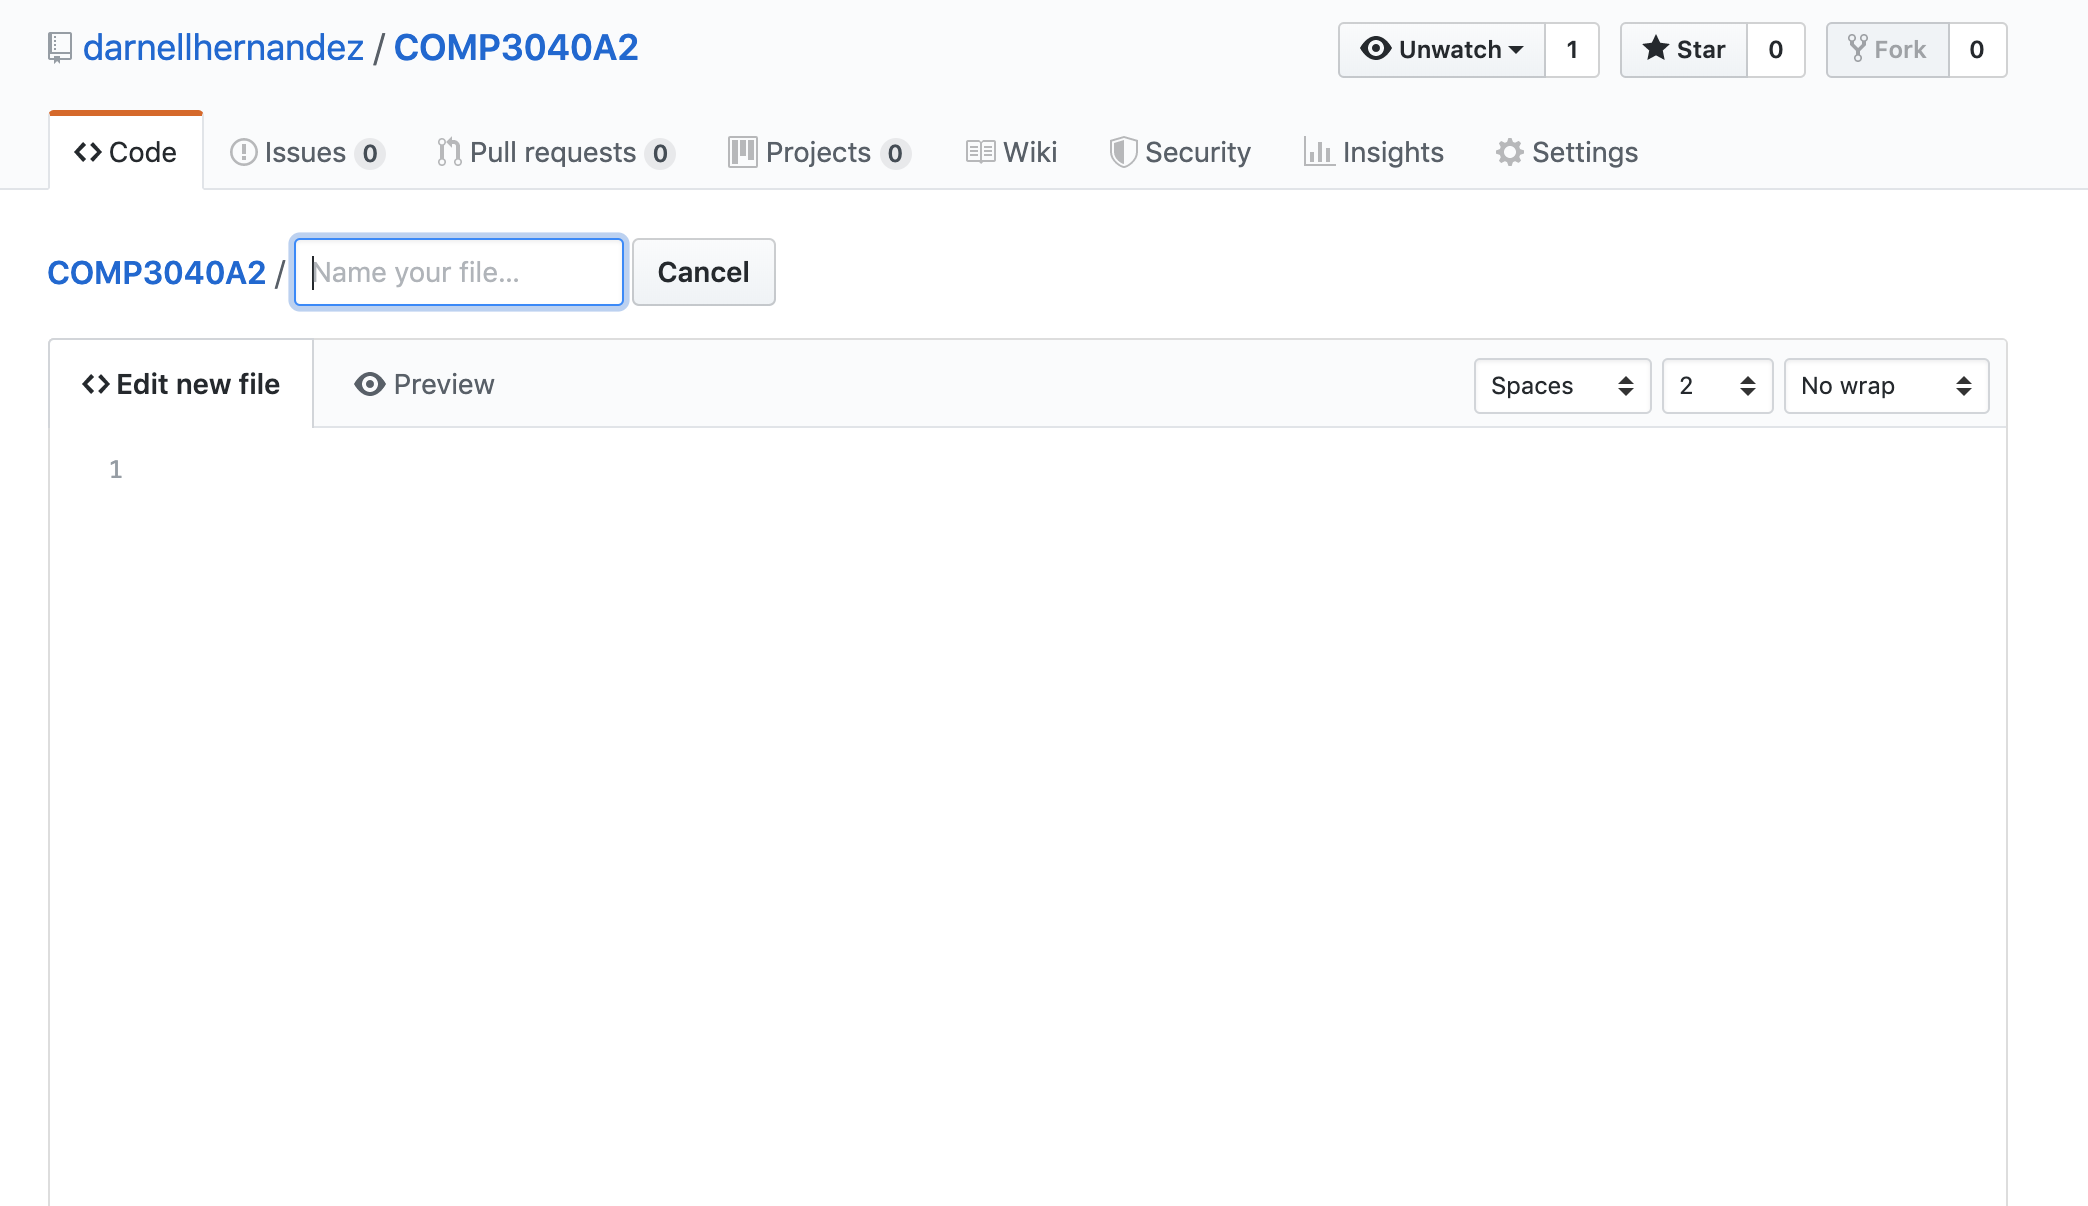 darnellhernandez / COMP3040A2 Unwatch 1 Star 0 Fork 0
Code Issues 0 Pull requests 0 Projects 0 Wiki Security Insights Settings
COMP3040A2 / Name your file... Cancel
Edit new file Preview Spaces 2 No wrap
1